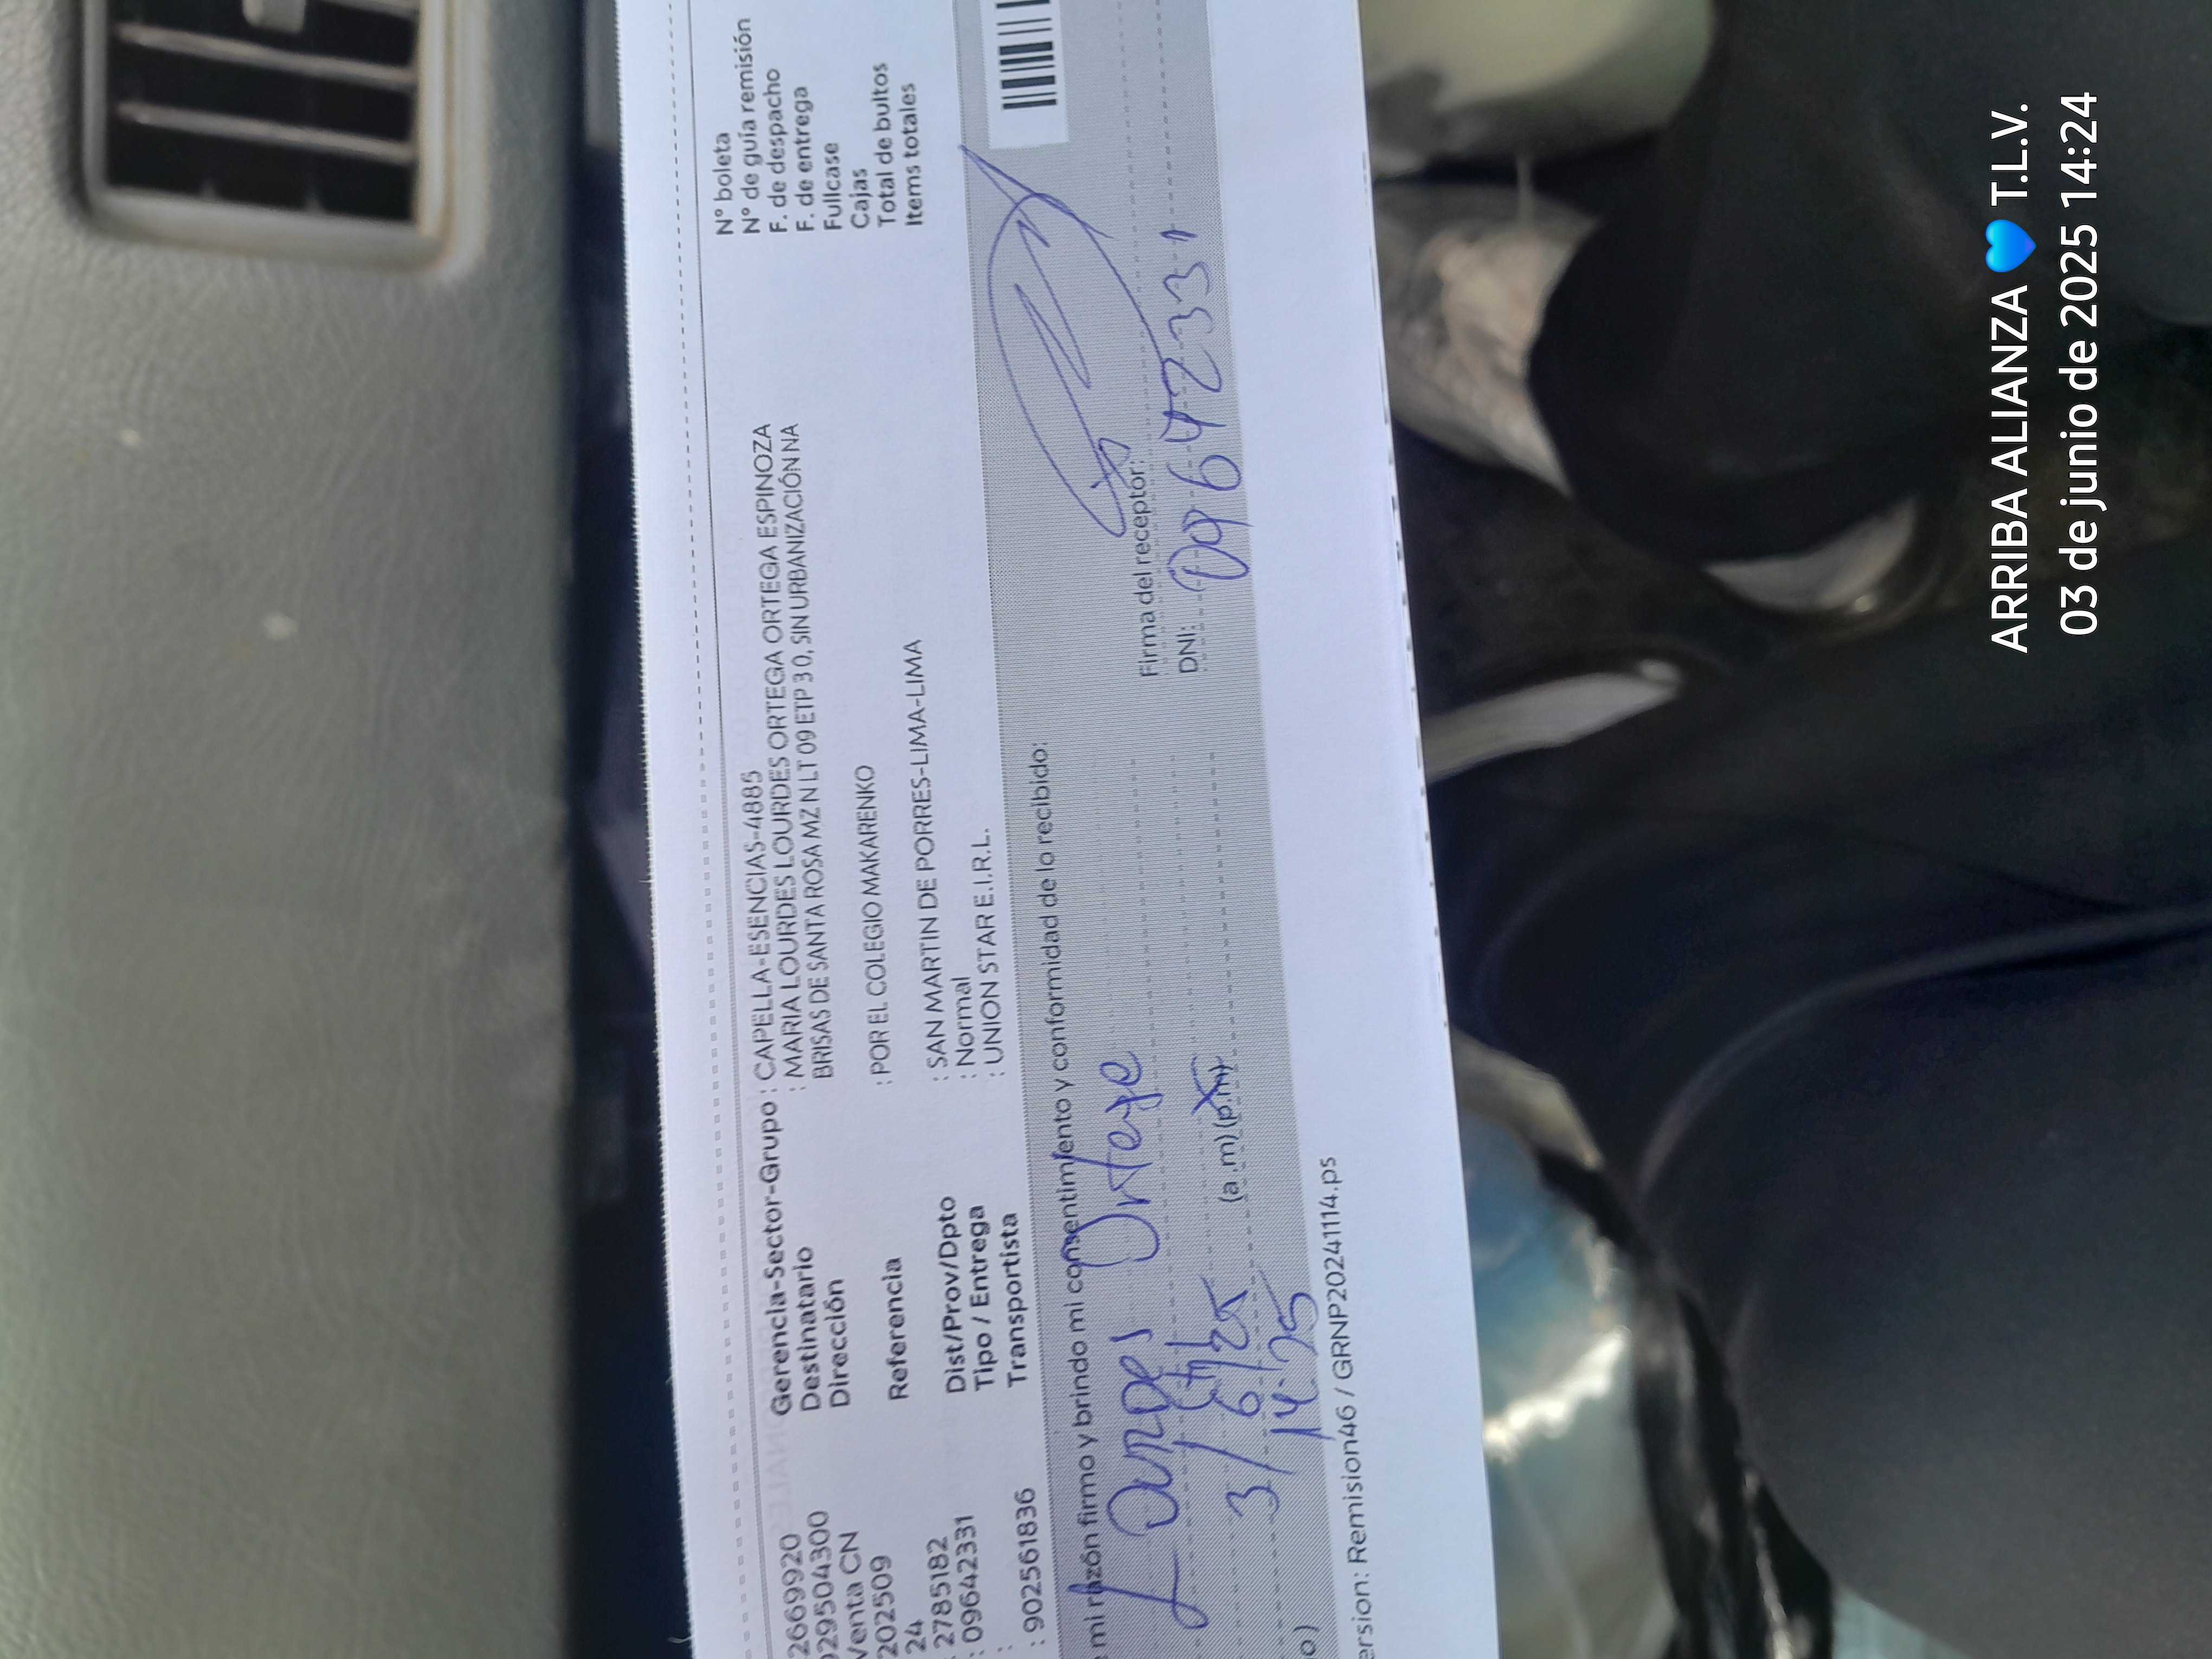 2669920
9295043​00
Venta CN
202509
24
2785182
: 09642331
:
: 902561836
Gerencia-Sector-Grupo : CAPELLA-ESENCIAS-4885
Destinatario : MARIA LOURDES LOURDES ORTEGA ORTEGA ESPINOZA
Dirección BRISAS DE SANTA ROSA MZ N LT 09 ETP 3 0, SIN URBANIZACIÓN NA
Referencia : POR EL COLEGIO MAKARENKO
Dist/Prov/Dpto : SAN MARTIN DE PORRES-LIMA-LIMA
Tipo / Entrega : Normal
Transportista : UNION STAR E.I.R.L.
N° boleta
N° de guía remisión
F. de despacho
F. de entrega
Fullcase
Cajas
Total de bultos
Items totales
mi razón firmo y brindo mi consentimiento y conformidad de lo recibido:
Ortega
3/6/25 (a.m) (p.m)
14:25
Firma del receptor:
DNI: 09642331
o)
ersion: Remision46 / GRNP20241114.ps
ARRIBA ALIANZA 💙 T.L.V.
03 de junio de 2025 14:24